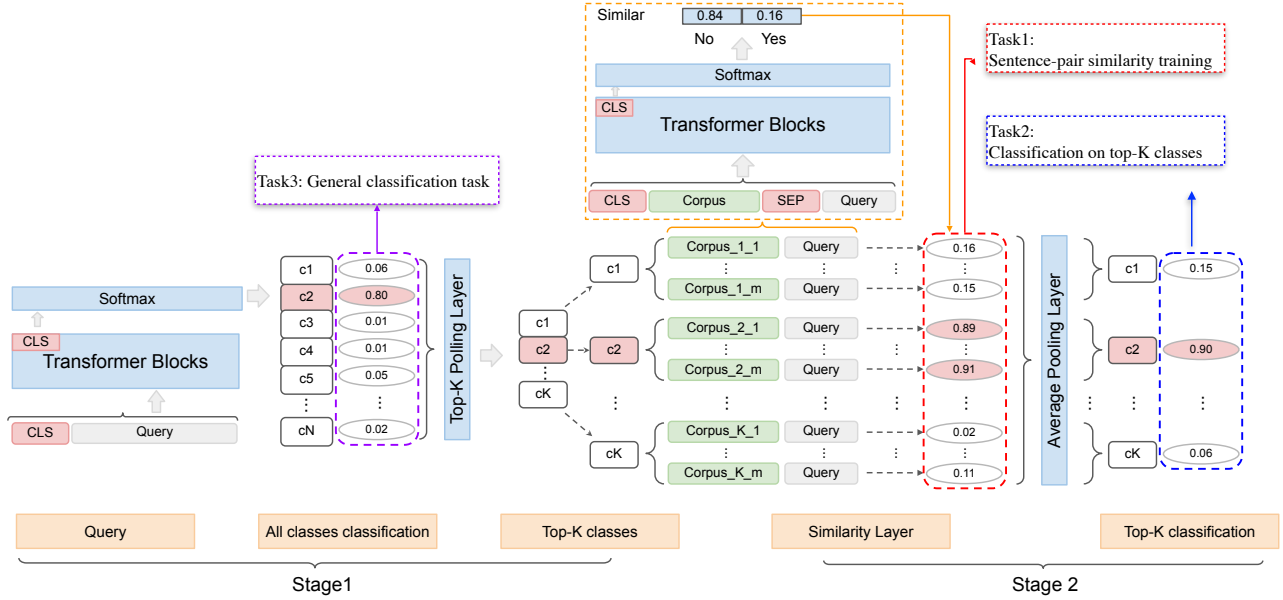 Similar
0.84 0.16
No Yes
Softmax
CLS
Transformer Blocks
CLS Corpus SEP Query
Task1:
Sentence-pair similarity training
Task2:
Classification on top-K classes
Task3: General classification task
Softmax
CLS
Transformer Blocks
CLS Query
c1 0.06
c2 0.80
c3 0.01
c4 0.01
c5 0.05
cN 0.02
Top-K Polling Layer
c1
c2
cK
c1
c2
cK
Corpus_1_1 Query 0.16
Corpus_1_m Query 0.15
Corpus_2_1 Query 0.89
Corpus_2_m Query 0.91
Corpus_K_1 Query 0.02
Corpus_K_m Query 0.11
Average Pooling Layer
c1 0.15
c2 0.90
cK 0.06
Query
All classes classification
Top-K classes
Similarity Layer
Top-K classification
Stage1
Stage 2